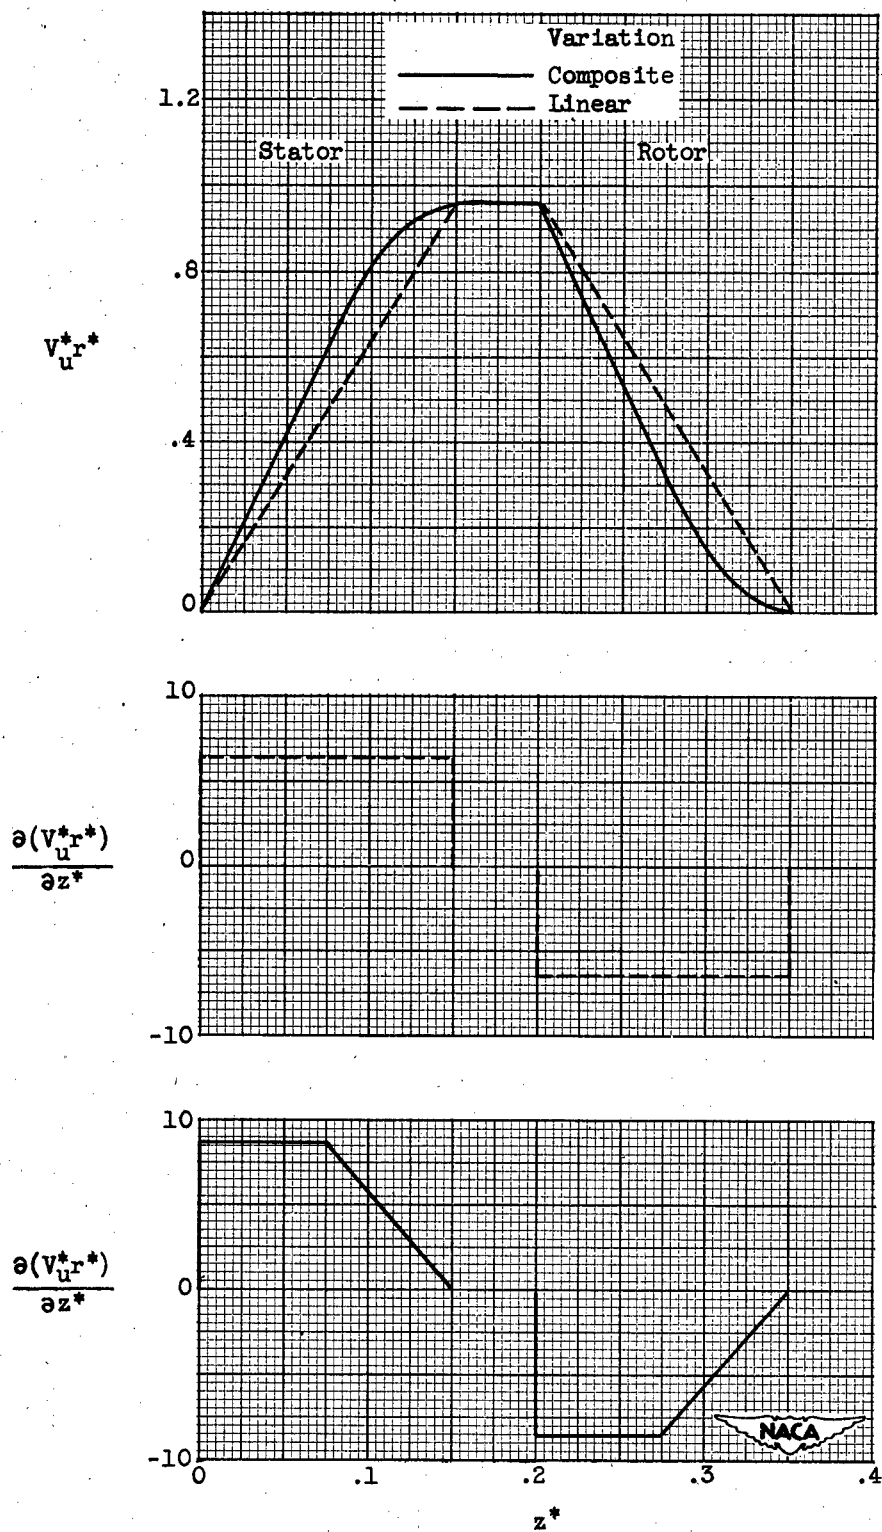 Variation
Composite
Linear
Stator
Rotor
1.2
.8
.4
0
V*u r*
10
0
-10
∂(V*u r*)
∂z*
10
0
-10
∂(V*u r*)
∂z*
NACA
0 .1 .2 .3 .4
z*